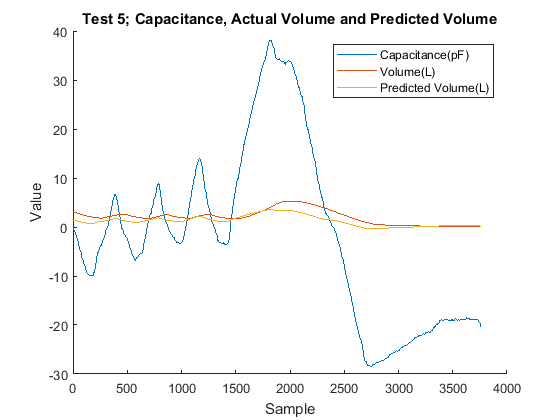 Test 5; Capacitance, Actual Volume and Predicted Volume
Capacitance(pF)
Volume(L)
Predicted Volume(L)
Value
40
30
20
10
0
-10
-20
-30
0
500
1000
1500
2000
2500
3000
3500
4000
Sample